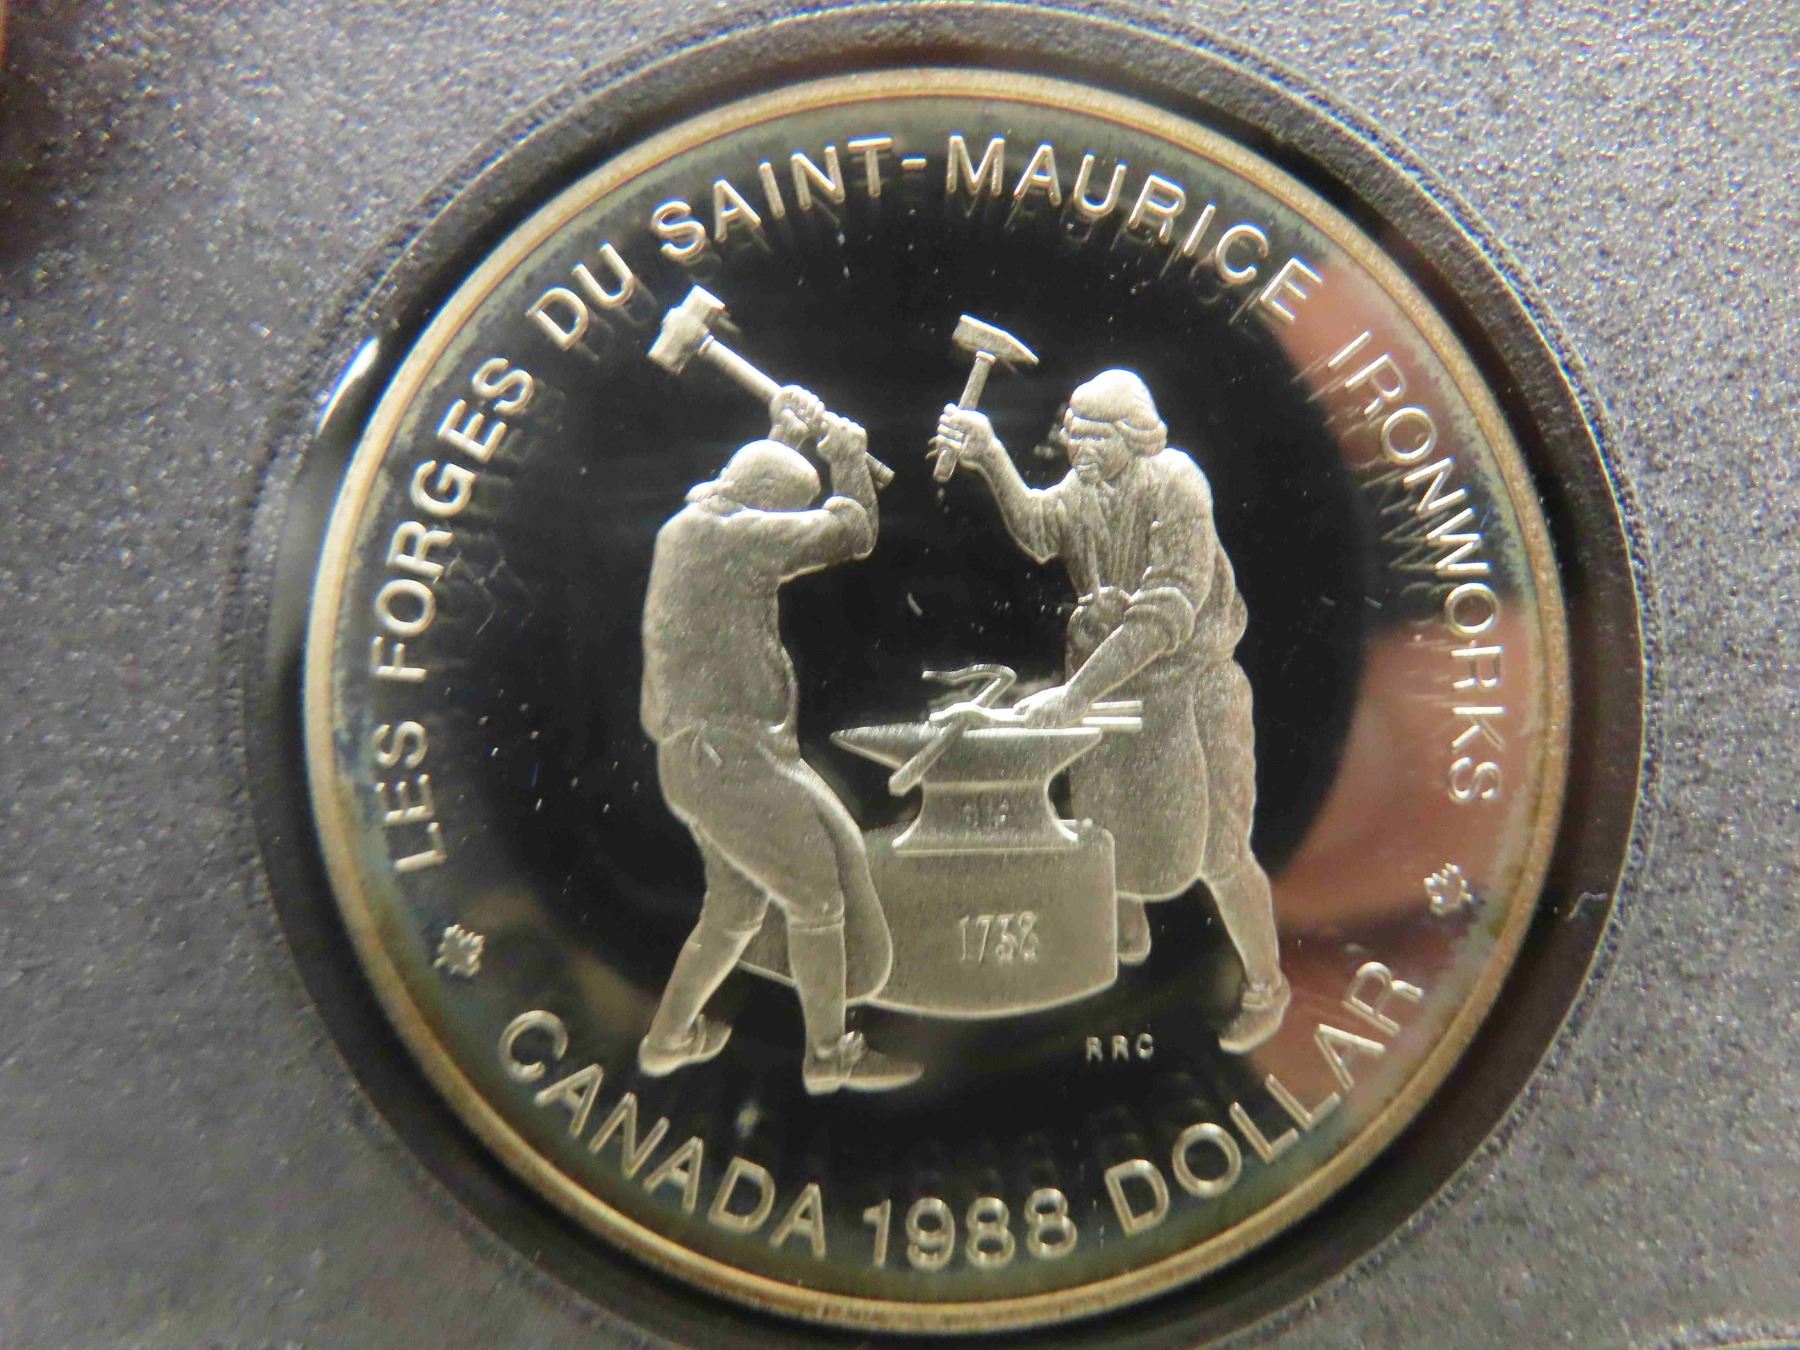 LES FORGES DU SAINT-MAURICE IRONWORKS
1738
RRC
CANADA 1988 DOLLAR